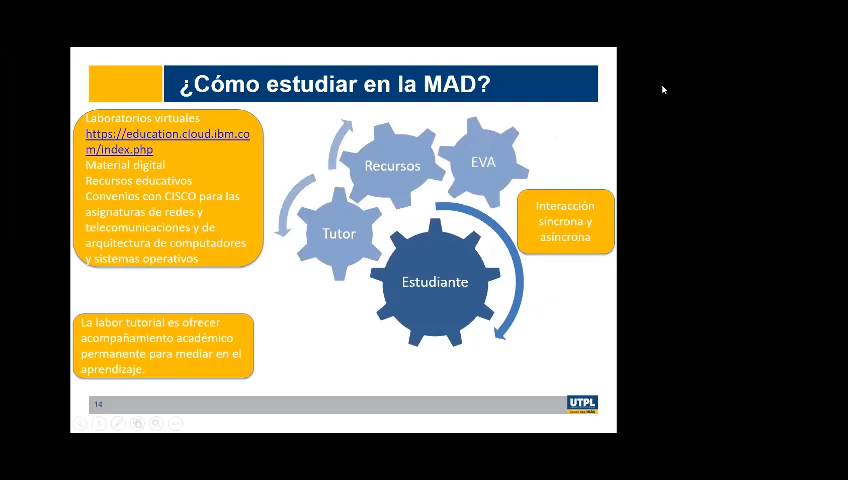 ¿Cómo estudiar en la MAD?
Laboratorios virtuales
https://education.cloud.ibm.co
m/index.php
Material digital
Recursos educativos
Convenios con CISCO para las
asignaturas de redes y
telecomunicaciones y de
arquitectura de computadores
y sistemas operativos
Recursos
EVA
Tutor
Estudiante
Interacción
síncrona y
asíncrona
La labor tutorial es ofrecer
acompañamiento académico
permanente para mediar en el
aprendizaje.
14
UTPL